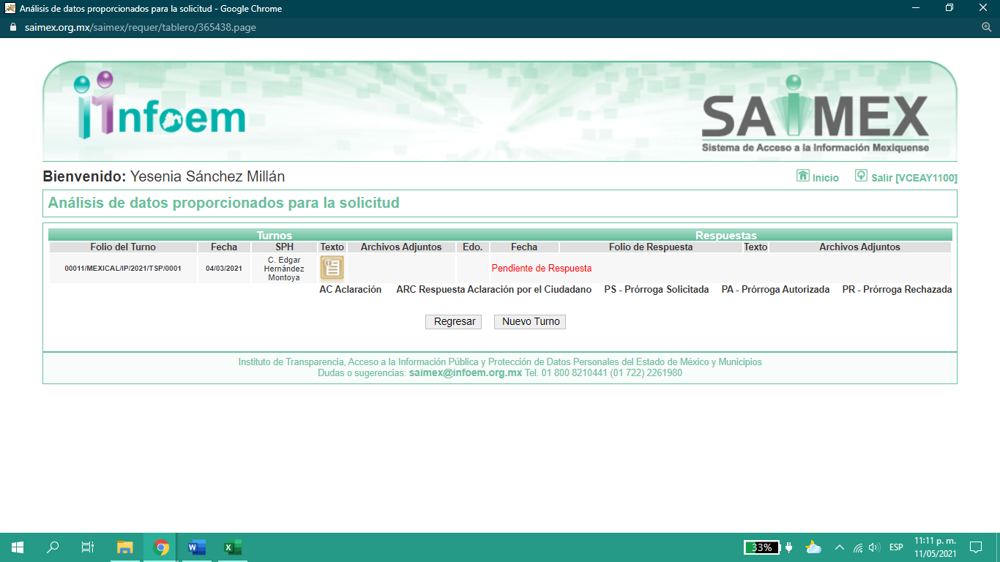 Análisis de datos proporcionados para la solicitud - Google Chrome
saimex.org.mx/saimex/requer/tablero/365438.page
infoem
SAIMEX
Sistema de Acceso a la Información Mexiquense
Bienvenido: Yesenia Sánchez Millán
Inicio Salir [VCEAY1100]
Análisis de datos proporcionados para la solicitud
Turnos Respuestas
Folio del Turno Fecha SPH Texto Archivos Adjuntos Edo. Fecha Folio de Respuesta Texto Archivos Adjuntos
00011/MEXICAL/IP/2021/TSP/0001 04/03/2021 C. Edgar Hernández Montoya Pendiente de Respuesta
AC Aclaración ARC Respuesta Aclaración por el Ciudadano PS - Prórroga Solicitada PA - Prórroga Autorizada PR - Prórroga Rechazada
Regresar Nuevo Turno
Instituto de Transparencia, Acceso a la Información Pública y Protección de Datos Personales del Estado de México y Municipios
Dudas o sugerencias: saimex@infoem.org.mx Tel. 01 800 8210441 (01 722) 2261980
33% ESP 11:11 p. m.
11/05/2021